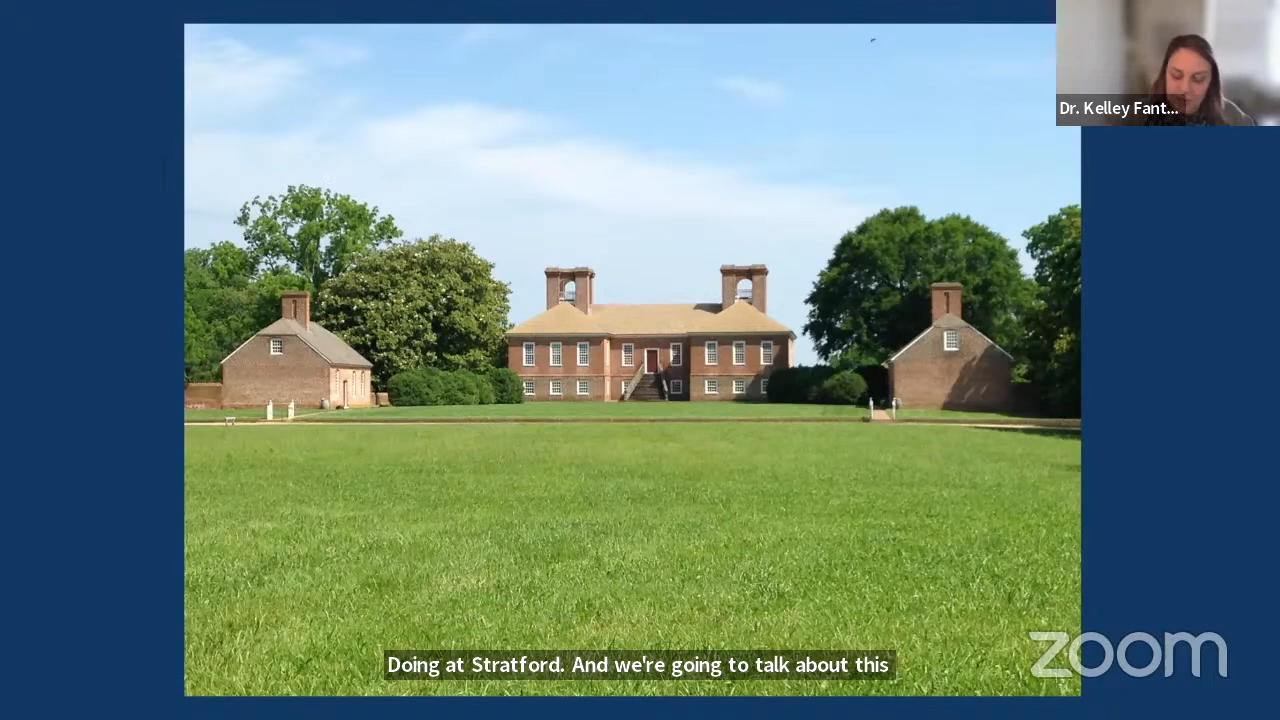 Dr. Kelley Fant...
Doing at Stratford. And we're going to talk about this
zoom